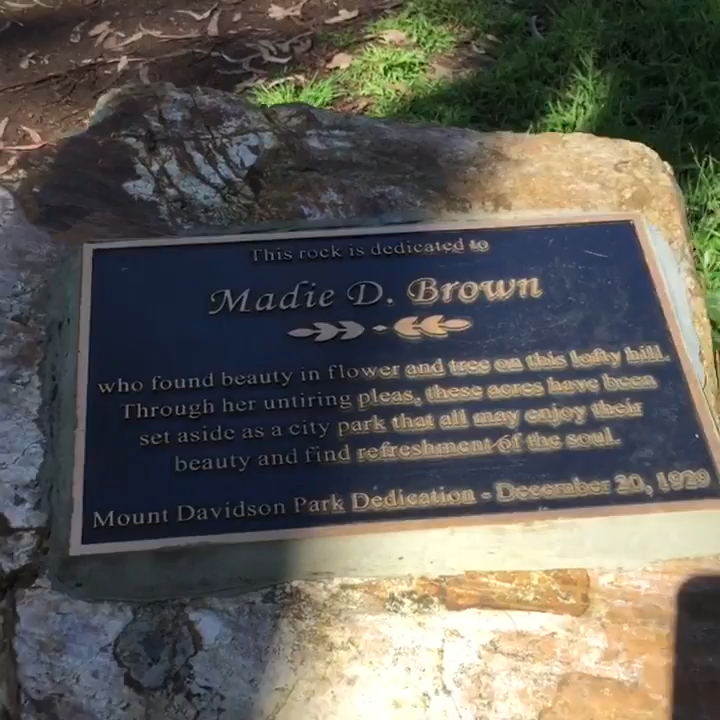 This rock is dedicated to
Madie D. Brown
who found beauty in flower and tree on this lofty hill.
Through her untiring pleas, these acres have been
set aside as a city park that all may enjoy their
beauty and find refreshment of the soul.
Mount Davidson Park Dedication - December 20, 1929